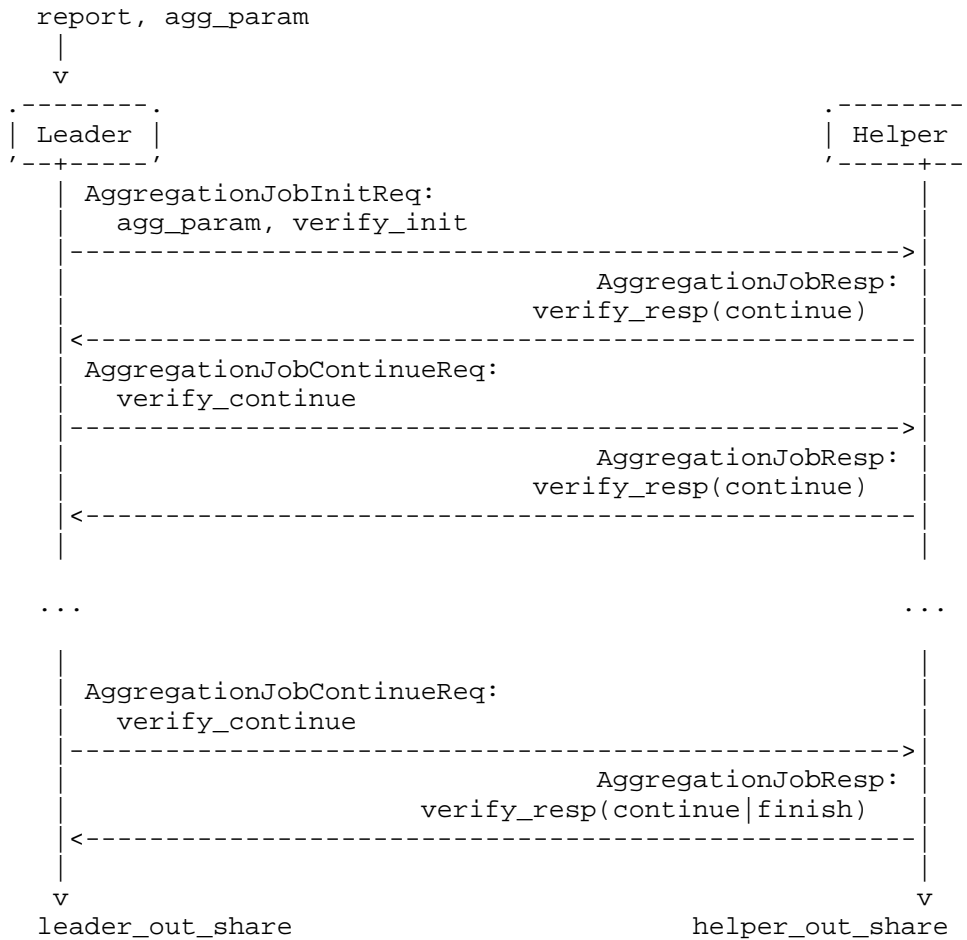 report, agg_param
Leader Helper
AggregationJobInitReq:
agg_param, verify_init
AggregationJobResp:
verify_resp(continue)
AggregationJobContinueReq:
verify_continue
AggregationJobResp:
verify_resp(continue)
... ...
AggregationJobContinueReq:
verify_continue
AggregationJobResp:
verify_resp(continue|finish)
leader_out_share helper_out_share